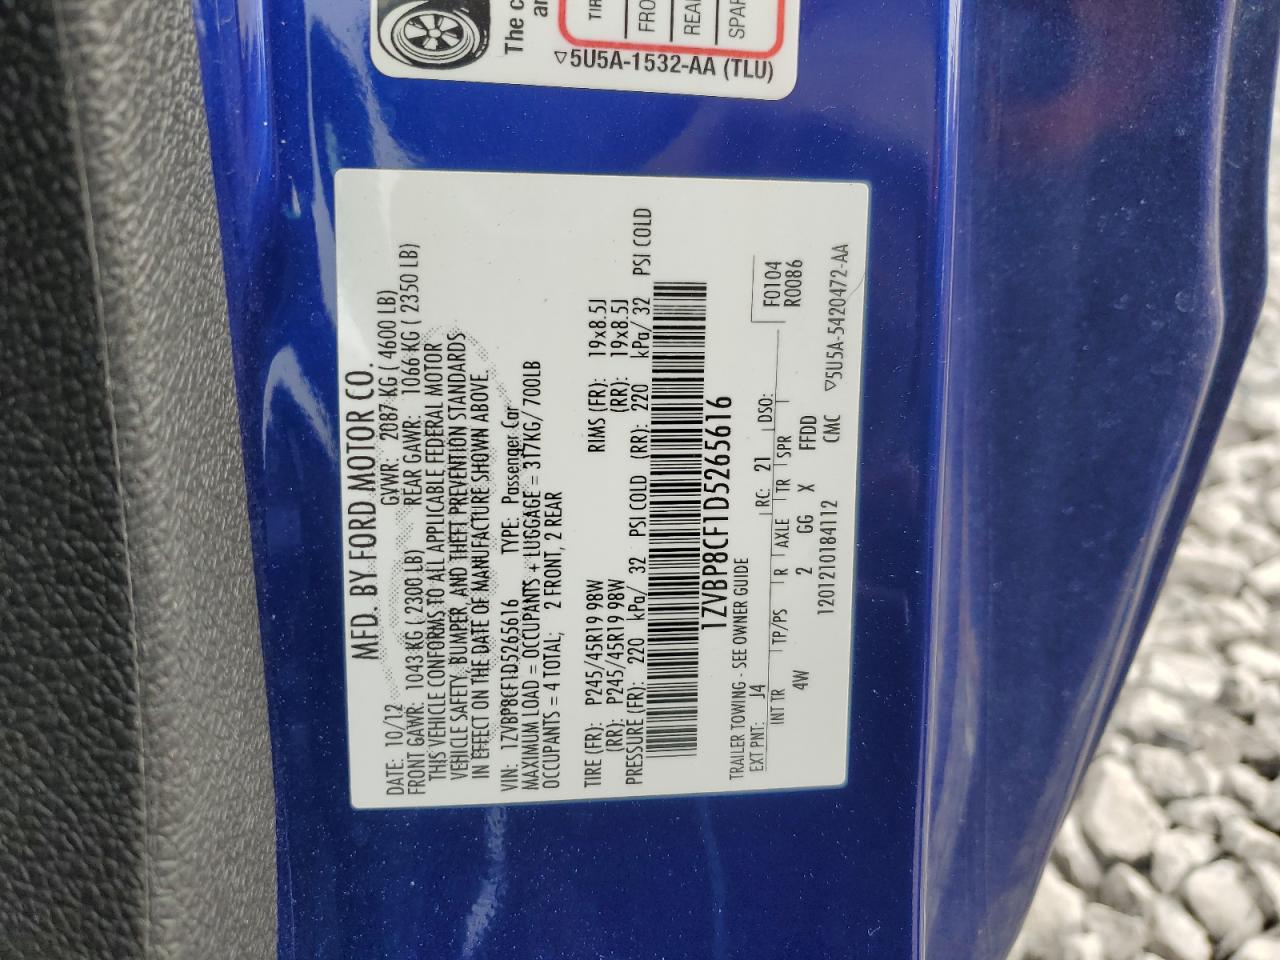 The c
an
TIR
FRO
REAR
SPAR
▽5U5A-1532-AA (TLU)
MFD. BY FORD MOTOR CO.
DATE: 10/12 GVWR: 2087 KG ( 4600 LB)
FRONT GAWR: 1043 KG ( 2300 LB) REAR GAWR: 1066 KG ( 2350 LB)
THIS VEHICLE CONFORMS TO ALL APPLICABLE FEDERAL MOTOR
VEHICLE SAFETY, BUMPER, AND THEFT PREVENTION STANDARDS
IN EFFECT ON THE DATE OF MANUFACTURE SHOWN ABOVE.
VIN: 1ZVBP8CF1D5265616 TYPE: Passenger Car
MAXIMUM LOAD = OCCUPANTS + LUGGAGE = 317KG/ 700LB
OCCUPANTS = 4 TOTAL; 2 FRONT, 2 REAR
TIRE (FR): P245/45R19 98W RIMS (FR): 19x8.5J
(RR): P245/45R19 98W (RR): 19x8.5J
PRESSURE (FR): 220 kPa/ 32 PSI COLD (RR): 220 kPa/ 32 PSI COLD
1ZVBP8CF1D5265616
TRAILER TOWING - SEE OWNER GUIDE
EXT PNT: J4 RC: 21 DSO: F0104
INT TR TP/PS R AXLE TR SPR R0086
4W 2 GG X FFDD
1201210184112 CMC ▽5U5A-5420472-AA